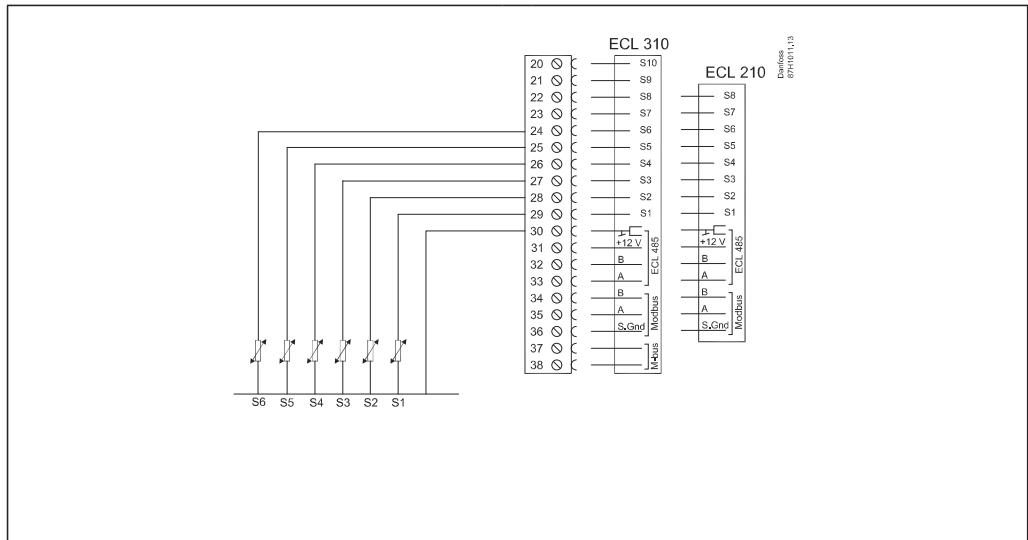 ECL 310
ECL 210
Danfoss
87H1011.13
20 S10
21 S9
22 S8 S8
23 S7 S7
24 S6 S6
25 S5 S5
26 S4 S4
27 S3 S3
28 S2 S2
29 S1 S1
30
31 +12 V +12 V
32 B B
33 A A
ECL 485 ECL 485
34 B B
35 A A
36 S.Gnd S.Gnd
Modbus Modbus
37
38
M-bus
S6 S5 S4 S3 S2 S1